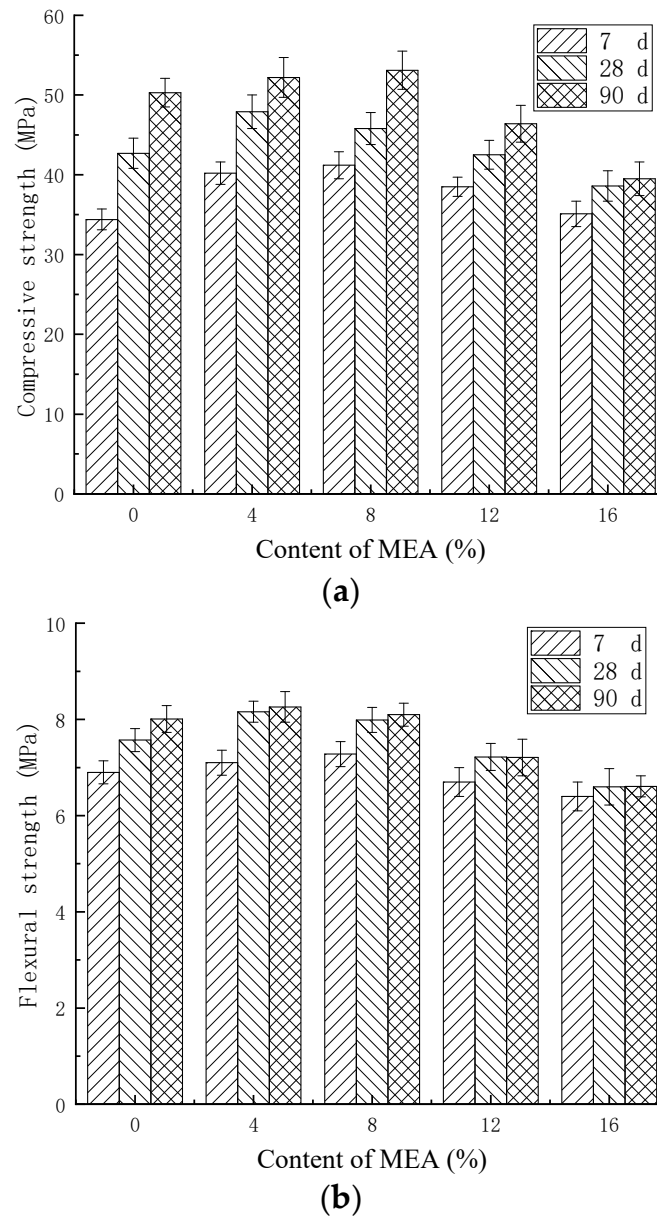 60
50
40
30
20
10
0
Compressive strength (MPa)
7 d
28 d
90 d
0 4 8 12 16
Content of MEA (%)
(a)
10
8
6
4
2
0
Flexural strength (MPa)
7 d
28 d
90 d
0 4 8 12 16
Content of MEA (%)
(b)